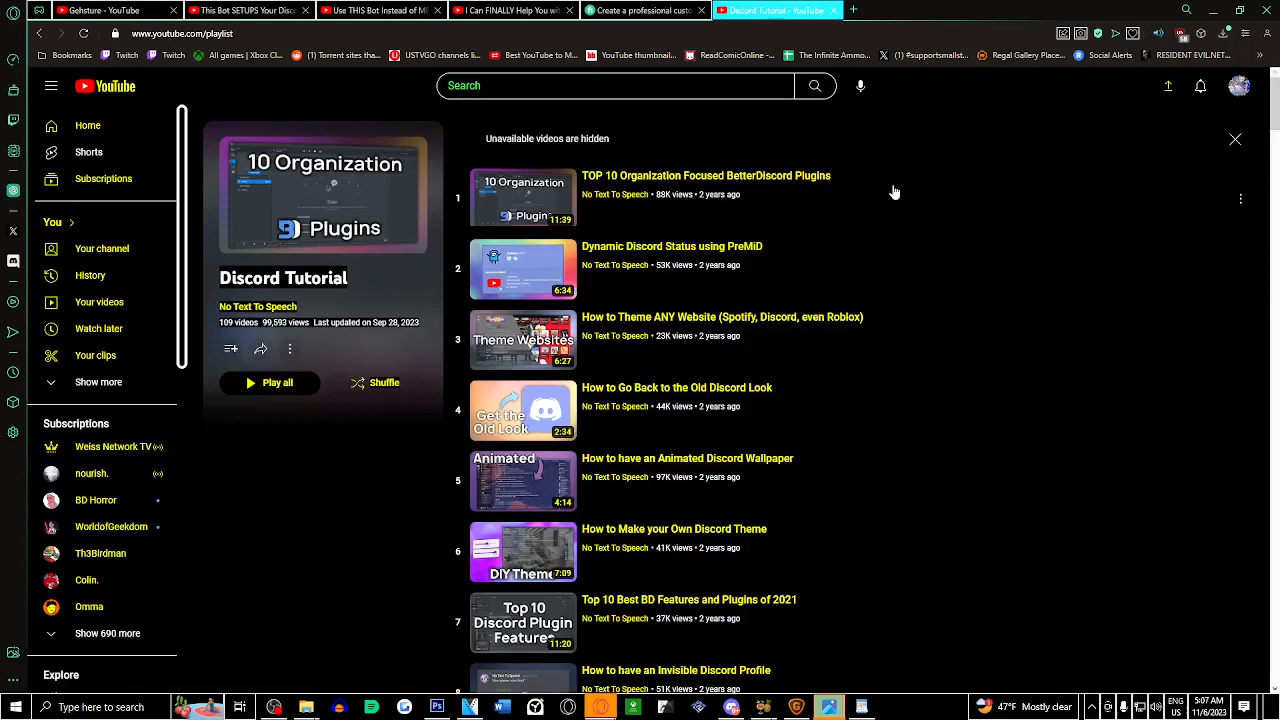 Gehsture - YouTube
This Bot SETUPS Your Disc
Use THIS Bot Instead of ME
I Can FINALLY Help You wit
Create a professional custo
Discord Tutorial - YouTube
www.youtube.com/playlist
Bookmarks
Twitch
Twitch
All games | Xbox Cl...
(1) Torrent sites that...
USTVGO channel li...
Best YouTube to M...
YouTube thumbnail...
ReadComicOnline - ...
The Infinite Ammo...
(1) #supportsmallst...
Regal Gallery Place...
Social Alerts
RESIDENT EVIL.NET...
YouTube
Search
Home
Shorts
Subscriptions
You
Your channel
History
Your videos
Watch later
Your clips
Show more
Subscriptions
Weiss Network TV
nourish.
BD Horror
WorldofGeekdom
Th3Birdman
Colin.
Omma
Show 690 more
Explore
10 Organization
Plugins
Discord Tutorial
No Text To Speech
109 videos 99,593 views Last updated on Sep 28, 2023
Play all
Shuffle
Unavailable videos are hidden
1
10 Organization
Plugin
11:39
TOP 10 Organization Focused BetterDiscord Plugins
No Text To Speech • 88K views • 2 years ago
2
6:34
Dynamic Discord Status using PreMiD
No Text To Speech • 53K views • 2 years ago
3
Theme Websites
6:27
How to Theme ANY Website (Spotify, Discord, even Roblox)
No Text To Speech • 23K views • 2 years ago
4
Get the
Old Look
2:34
How to Go Back to the Old Discord Look
No Text To Speech • 44K views • 2 years ago
5
Animated
4:14
How to have an Animated Discord Wallpaper
No Text To Speech • 97K views • 2 years ago
6
DIY Theme
7:09
How to Make your Own Discord Theme
No Text To Speech • 41K views • 2 years ago
7
Top 10
Discord Plugin
Features
11:20
Top 10 Best BD Features and Plugins of 2021
No Text To Speech • 37K views • 2 years ago
How to have an Invisible Discord Profile
No Text To Speech • 51K views • 2 years ago
Type here to search
47°F Mostly clear
ENG
US
5:07 AM
11/6/2023